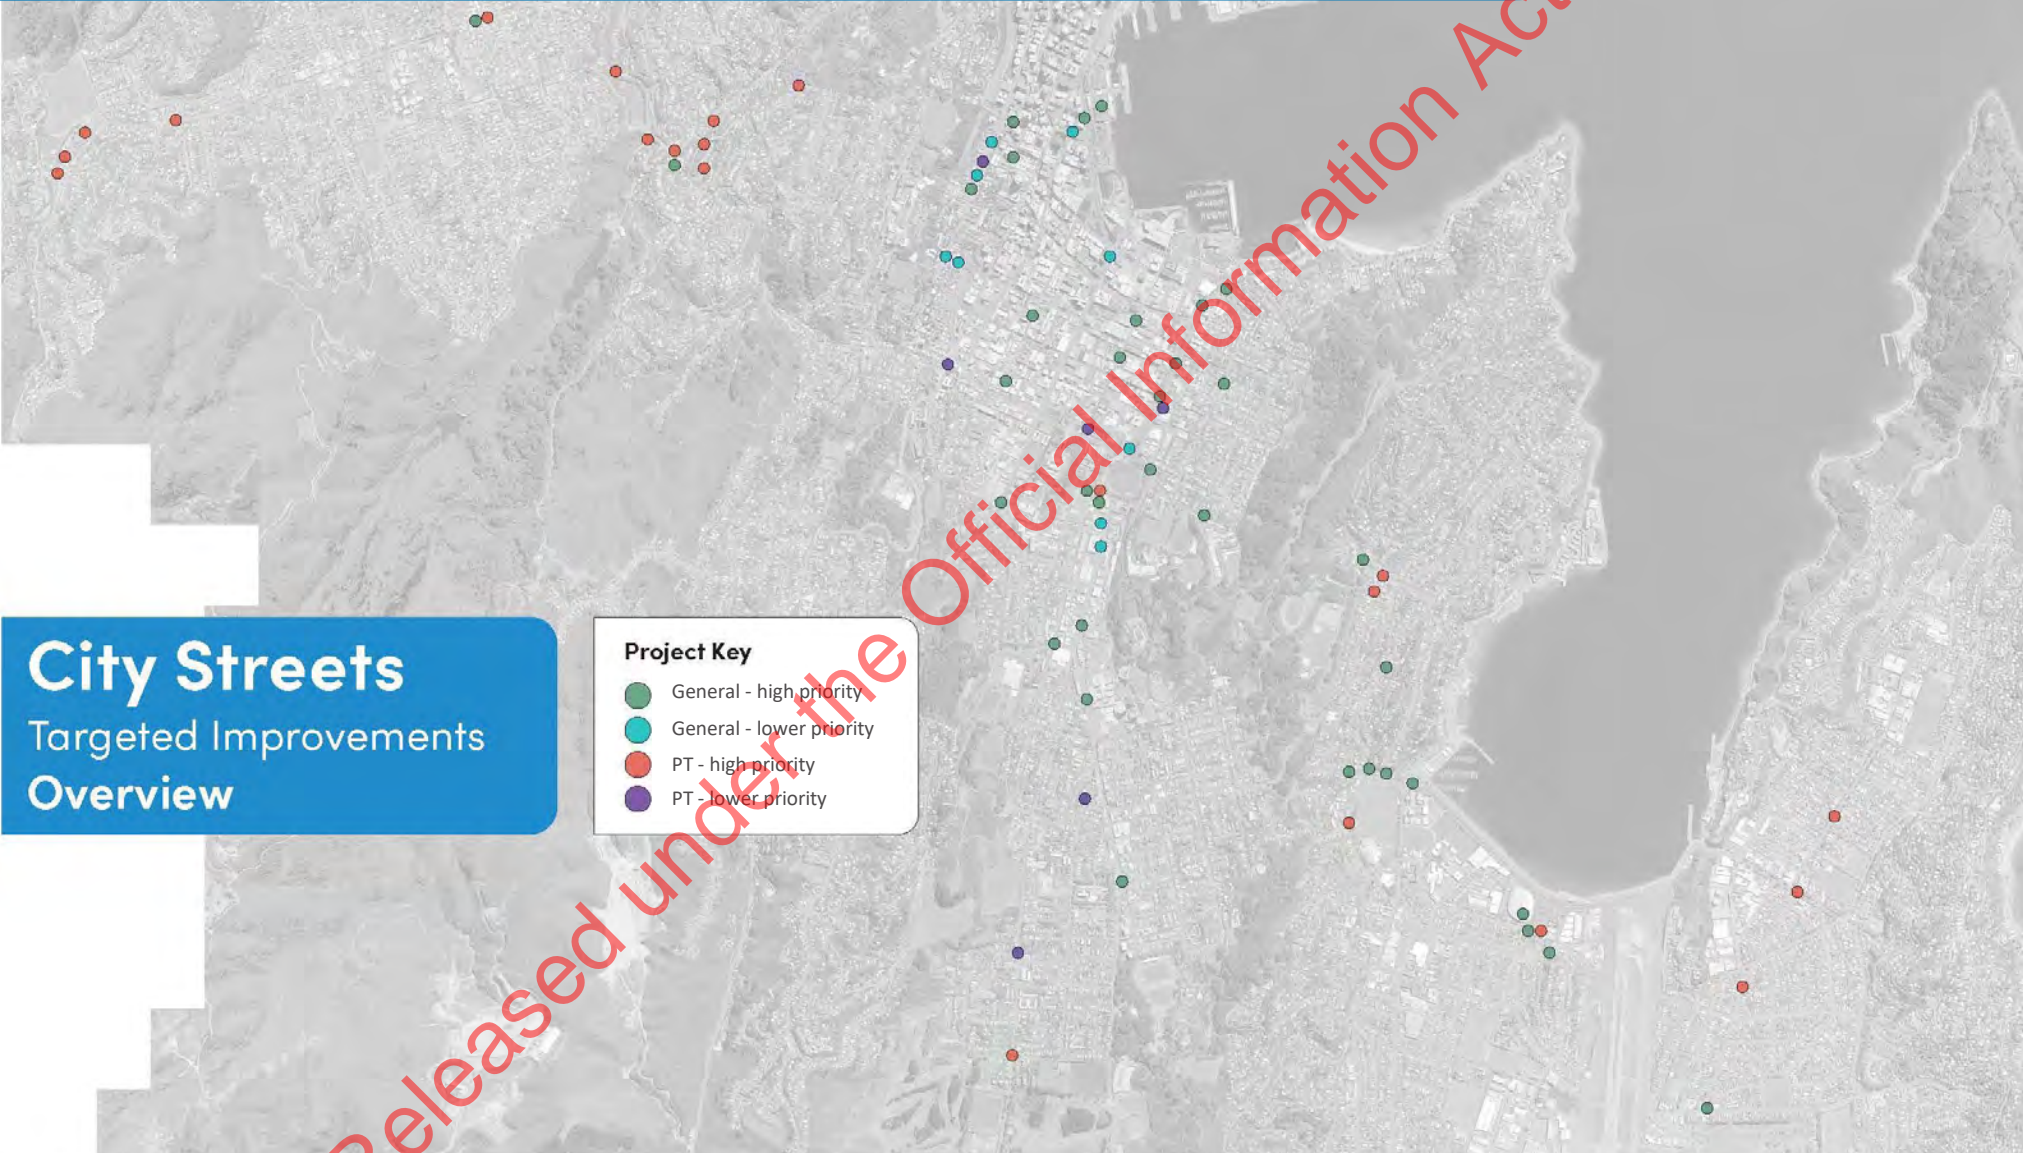 City Streets
Targeted Improvements
Overview
Project Key
General - high priority
General - lower priority
PT - high priority
PT - lower priority
Released under the Official Information Act